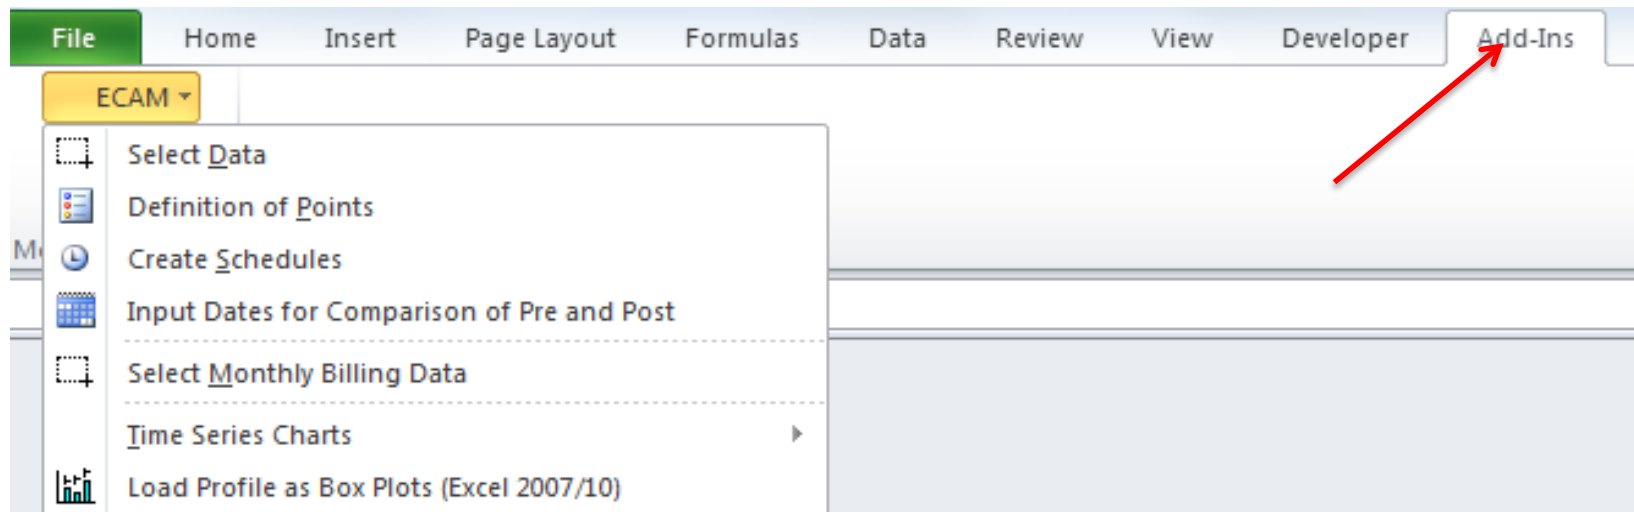 File Home Insert Page Layout Formulas Data Review View Developer Add-Ins
ECAM
Select Data
Definition of Points
Create Schedules
Input Dates for Comparison of Pre and Post
Select Monthly Billing Data
Time Series Charts
Load Profile as Box Plots (Excel 2007/10)